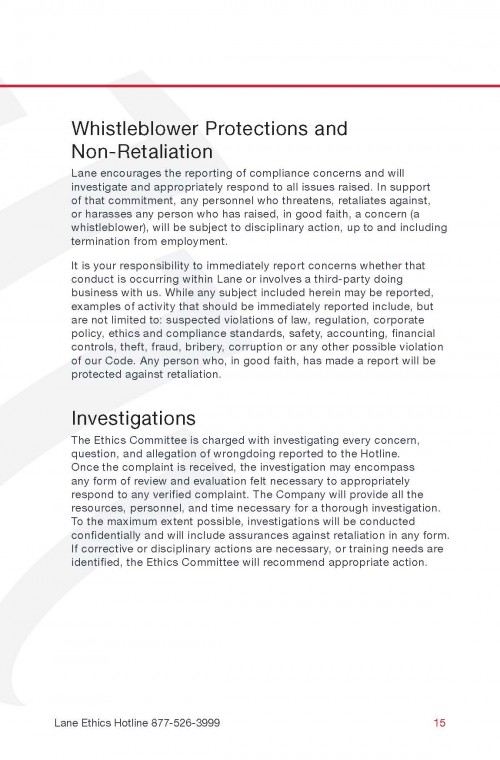 Whistleblower Protections and
Non-Retaliation
Lane encourages the reporting of compliance concerns and will
investigate and appropriately respond to all issues raised. In support
of that commitment, any personnel who threatens, retaliates against,
or harasses any person who has raised, in good faith, a concern (a
whistleblower), will be subject to disciplinary action, up to and including
termination from employment.
It is your responsibility to immediately report concerns whether that
conduct is occurring within Lane or involves a third-party doing
business with us. While any subject included herein may be reported,
examples of activity that should be immediately reported include, but
are not limited to: suspected violations of law, regulation, corporate
policy, ethics and compliance standards, safety, accounting, financial
controls, theft, fraud, bribery, corruption or any other possible violation
of our Code. Any person who, in good faith, has made a report will be
protected against retaliation.
Investigations
The Ethics Committee is charged with investigating every concern,
question, and allegation of wrongdoing reported to the Hotline.
Once the complaint is received, the investigation may encompass
any form of review and evaluation felt necessary to appropriately
respond to any verified complaint. The Company will provide all the
resources, personnel, and time necessary for a thorough investigation.
To the maximum extent possible, investigations will be conducted
confidentially and will include assurances against retaliation in any form.
If corrective or disciplinary actions are necessary, or training needs are
identified, the Ethics Committee will recommend appropriate action.
Lane Ethics Hotline 877-526-3999 15